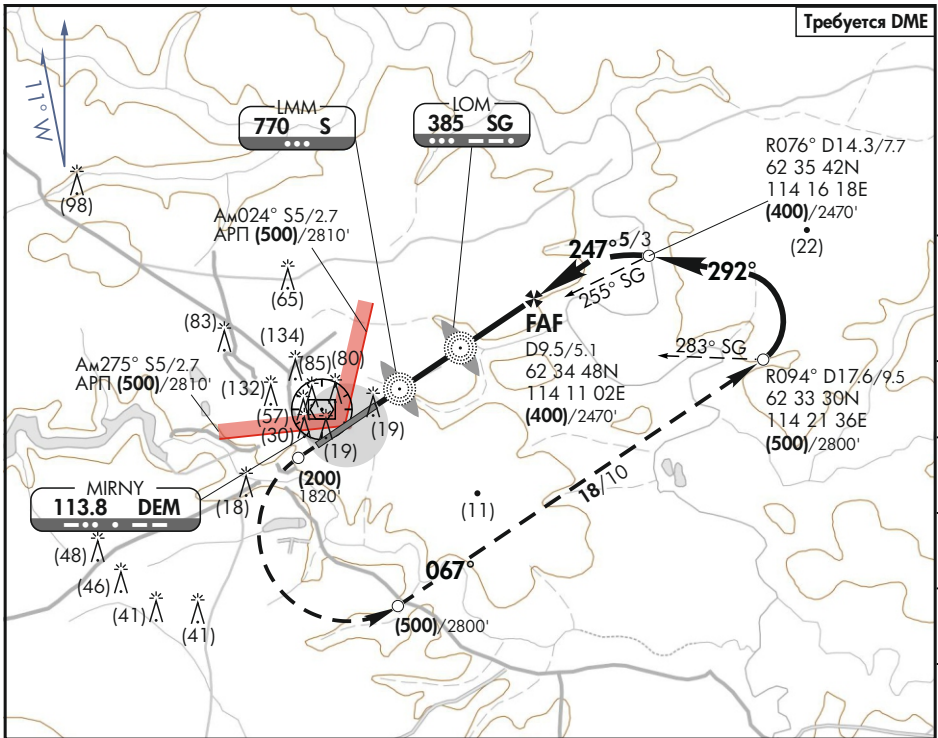 Требуется DME
11° W
LMM
770 S
LOM
385 SG
R076° D14.3/7.7
62 35 42N
114 16 18E
(400)/2470'
(22)
(98)
Ам024° S5/2.7
АРП (500)/2810'
(65)
247° 5/3
292°
255° SG
FAF
D9.5/5.1
62 34 48N
114 11 02E
(400)/2470'
283° SG
R094° D17.6/9.5
62 33 30N
114 21 36E
(500)/2800'
(83)
(134)
(85)
(80)
Ам275° S5/2.7
АРП (500)/2810'
(132)
(57)
(30)
(19)
(19)
(200)
1820'
MIRNY
113.8 DEM
(18)
(11)
18/10
067°
(48)
(46)
(41)
(41)
(500)/2800'